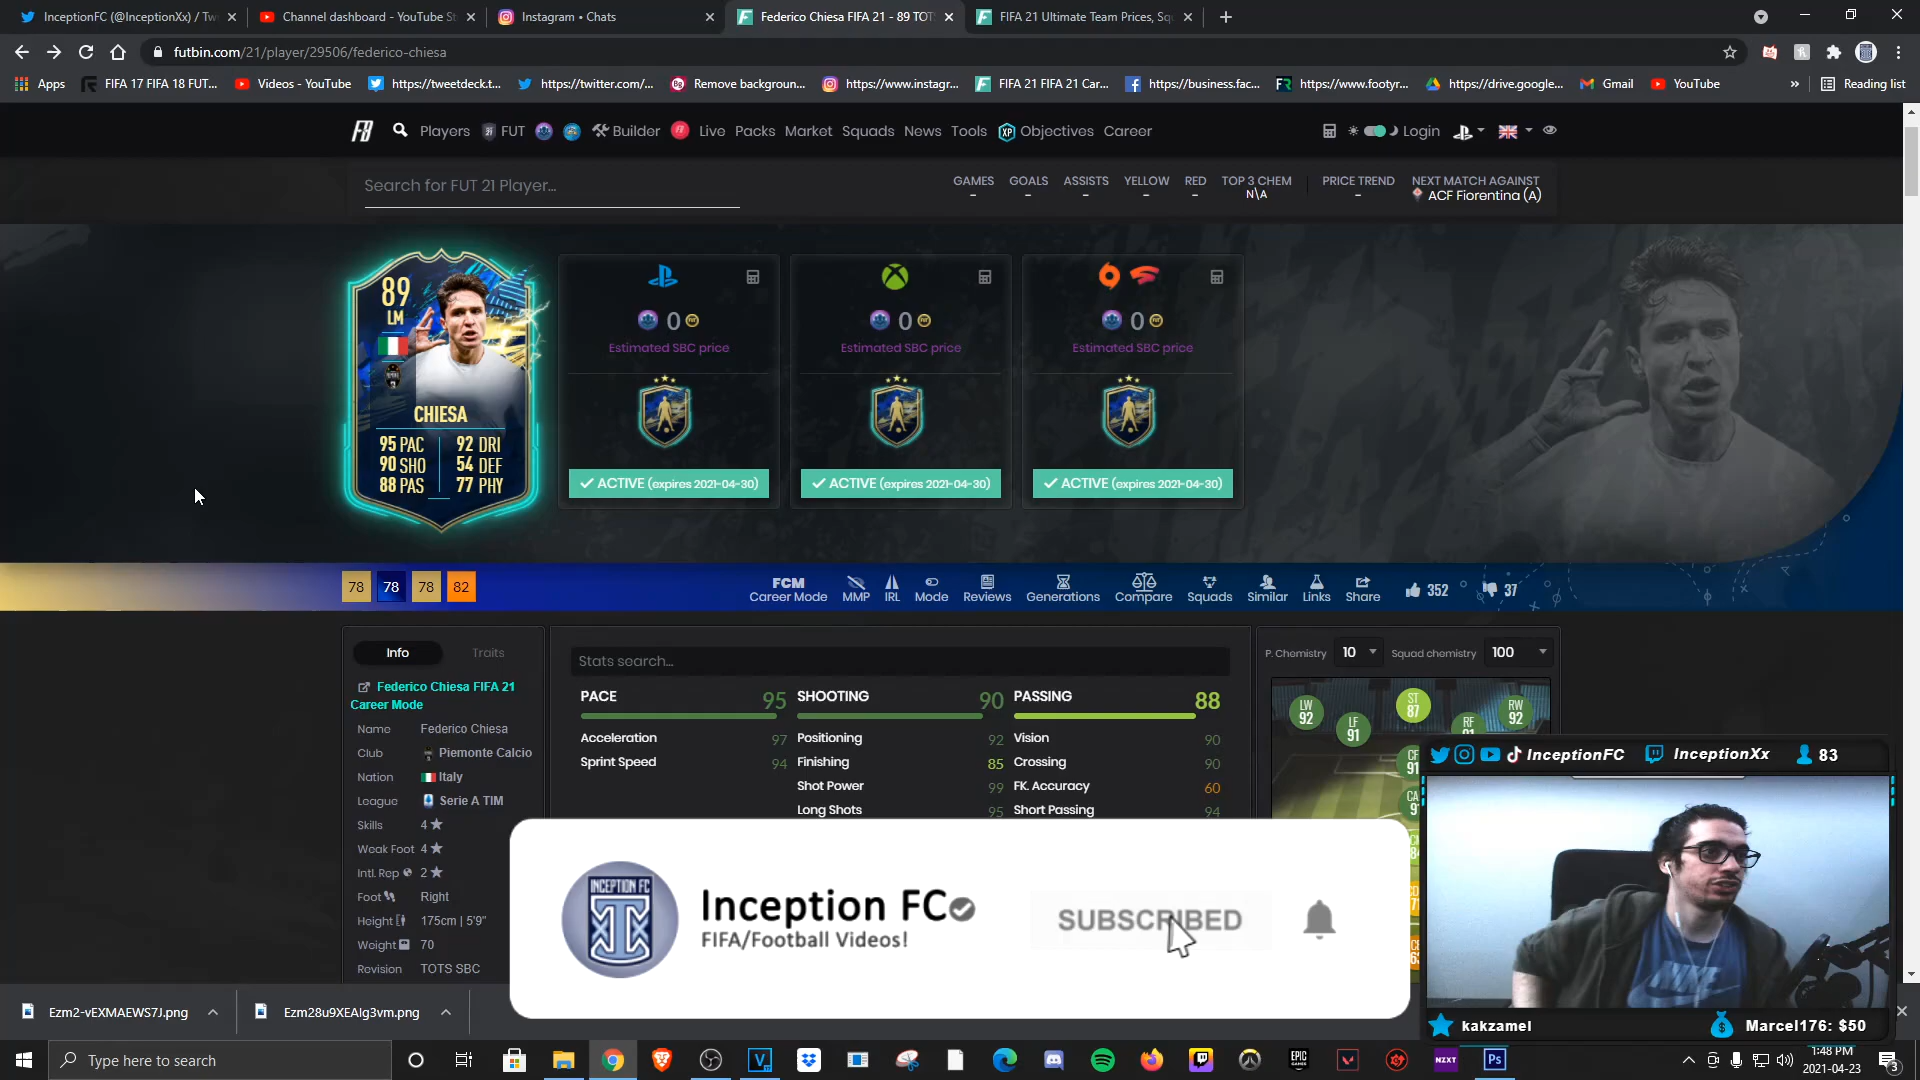 InceptionFC (@InceptionXx) / Tw
Channel dashboard - YouTube St
Instagram • Chats
Federico Chiesa FIFA 21 - 89 TOT
FIFA 21 Ultimate Team Prices, Sq
futbin.com/21/player/29506/federico-chiesa
Apps
FIFA 17 FIFA 18 FUT...
Videos - YouTube
https://tweetdeck.t...
https://twitter.com/...
Remove backgroun...
https://www.instagr...
FIFA 21 FIFA 21 Car...
https://business.fac...
https://www.footyr...
https://drive.google...
Gmail
YouTube
Reading list
Players FUT Builder Live Packs Market Squads News Tools XP Objectives Career
Login
Search for FUT 21 Player...
GAMES GOALS ASSISTS YELLOW RED TOP 3 CHEM PRICE TREND NEXT MATCH AGAINST
- - - - - N\A - ACF Fiorentina (A)
89
LM
CHIESA
95 PAC 92 DRI
90 SHO 54 DEF
88 PAS 77 PHY
0 0 0
Estimated SBC price Estimated SBC price Estimated SBC price
ACTIVE (expires 2021-04-30) ACTIVE (expires 2021-04-30) ACTIVE (expires 2021-04-30)
78 78 78 82
FCM
Career Mode MMP IRL Mode Reviews Generations Compare Squads Similar Links Share 352 37
Info Traits
Federico Chiesa FIFA 21
Career Mode
Name Federico Chiesa
Club Piemonte Calcio
Nation Italy
League Serie A TIM
Skills 4
Weak Foot 4
Intl. Rep 2
Foot Right
Height 175cm | 5'9"
Weight 70
Revision TOTS SBC
Stats search...
PACE 95 SHOOTING 90 PASSING 88
Acceleration 97 Positioning 92 Vision 90
Sprint Speed 94 Finishing 85 Crossing 90
Shot Power 99 FK. Accuracy 60
Long Shots 95 Short Passing 94
P. Chemistry 10 Squad chemistry 100
LW
92
LF
91
ST
87
RF
RW
92
InceptionFC InceptionXx 83
INCEPTION FC
Inception FC
FIFA/Football Videos!
SUBSCRIBED
kakzamel
Marcel176: $50
Ezm2-vEXMAEWS7J.png
Ezm28u9XEAIg3vm.png
Type here to search
EPIC GAMES
NZXT
Ps
1:48 PM
2021-04-23
3